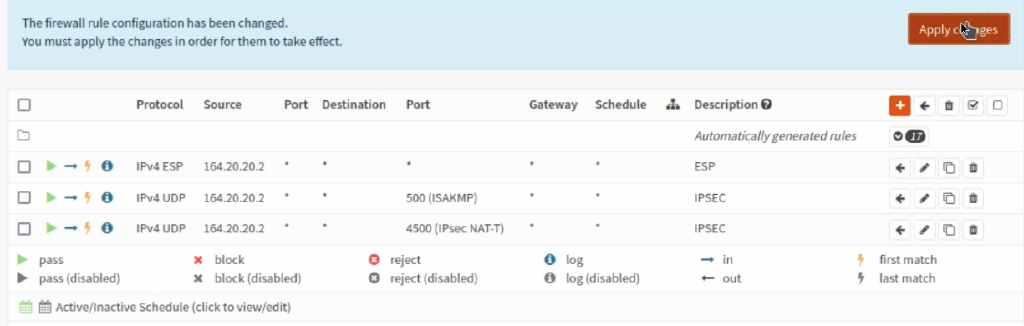 The firewall rule configuration has been changed.
You must apply the changes in order for them to take effect.
Apply changes
Protocol Source Port Destination Port Gateway Schedule Description
Automatically generated rules 17
IPv4 ESP 164.20.20.2 * * * * * ESP
IPv4 UDP 164.20.20.2 * * 500 (ISAKMP) * * IPSEC
IPv4 UDP 164.20.20.2 * * 4500 (IPsec NAT-T) * * IPSEC
pass block reject log in first match
pass (disabled) block (disabled) reject (disabled) log (disabled) out last match
Active/Inactive Schedule (click to view/edit)